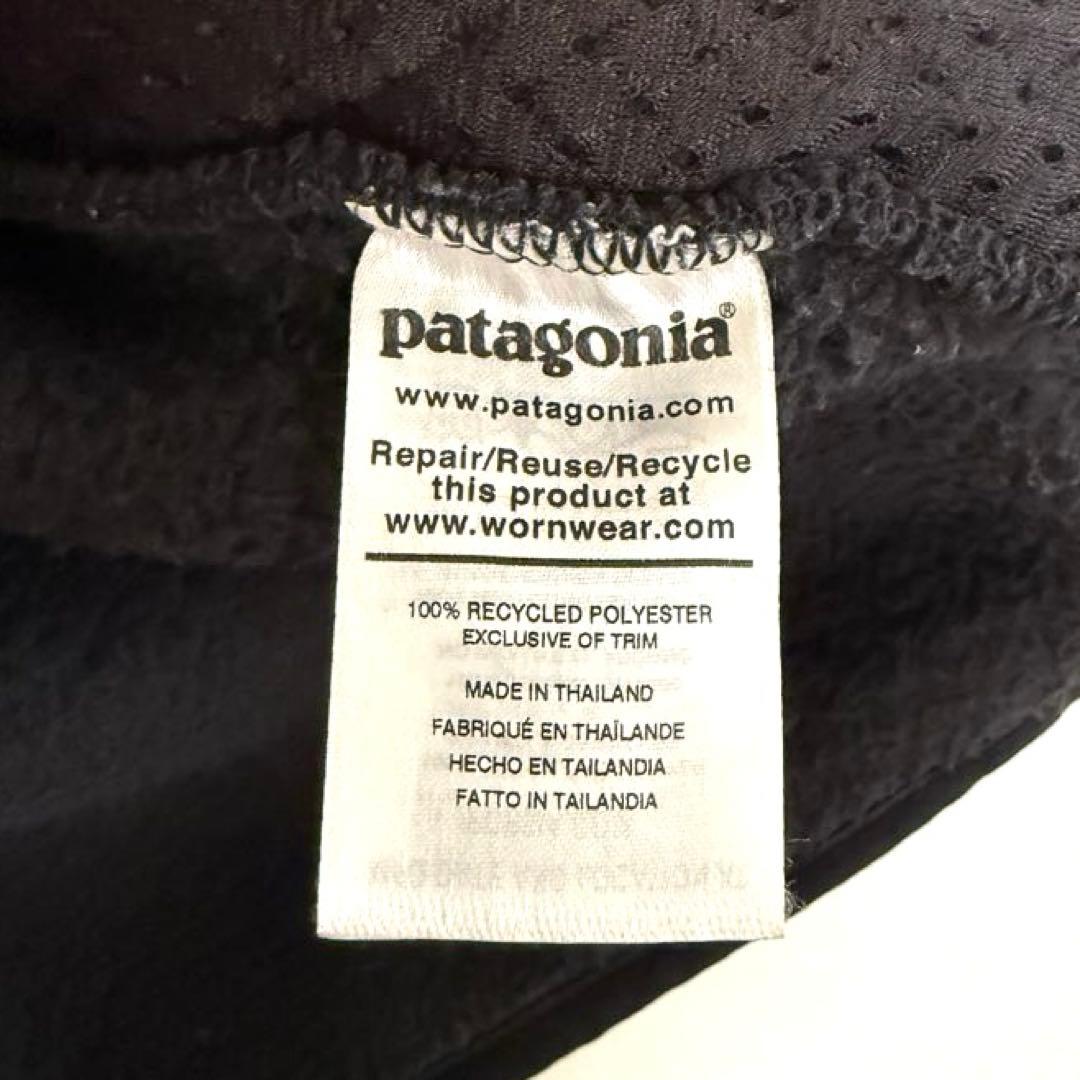 patagonia®
www.patagonia.com
Repair/Reuse/Recycle
this product at
www.wornwear.com
100% RECYCLED POLYESTER
EXCLUSIVE OF TRIM
MADE IN THAILAND
FABRIQUÉ EN THAÏLANDE
HECHO EN TAILANDIA
FATTO IN TAILANDIA